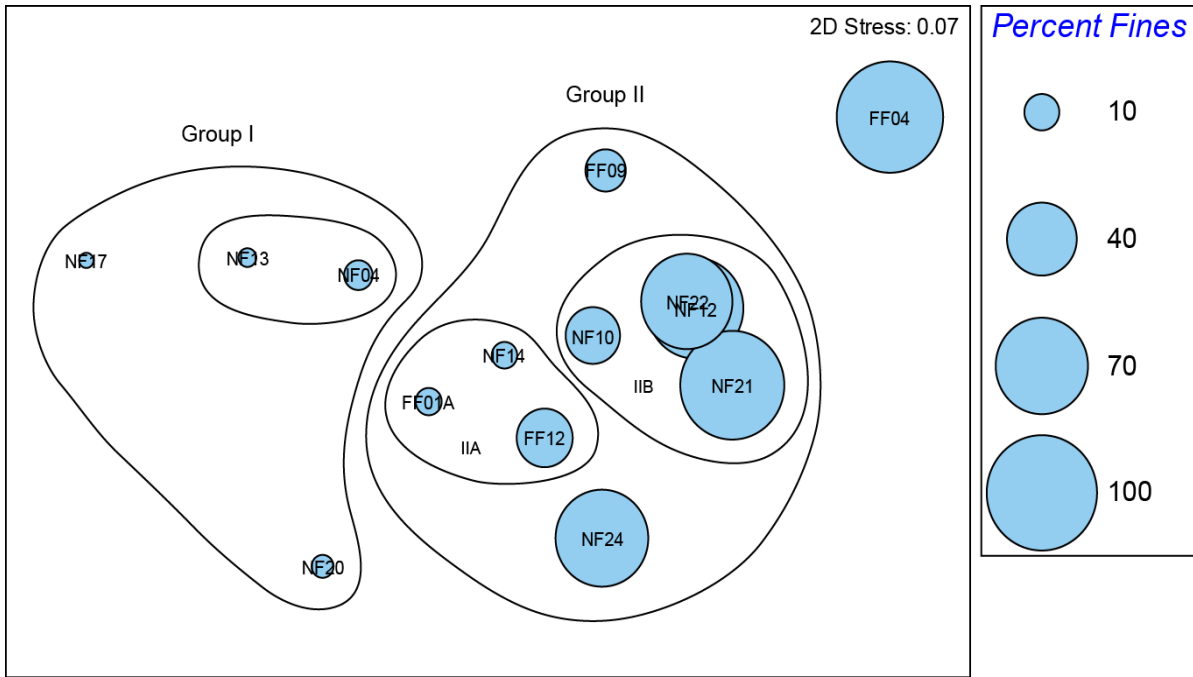 2D Stress: 0.07
Group I
Group II
FF04
FF09
NF17
NF13
NF04
NF22
NF12
NF10
NF14
NF21
IIB
FF01A
FF12
IIA
NF24
NF20
Percent Fines
10
40
70
100